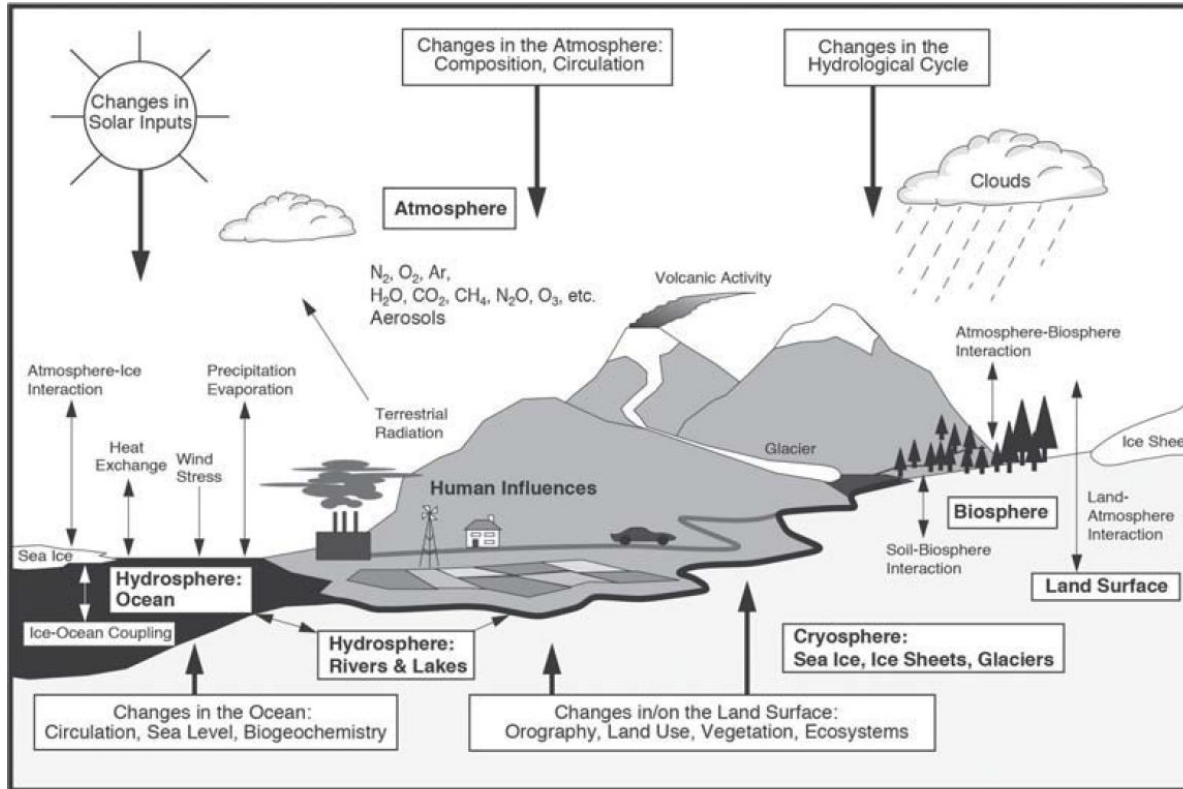 Changes in the Atmosphere:
Composition, Circulation
Changes in the
Hydrological Cycle
Changes in
Solar Inputs
Clouds
Atmosphere
N₂, O₂, Ar,
H₂O, CO₂, CH₄, N₂O, O₃, etc.
Aerosols
Volcanic Activity
Atmosphere-Biosphere
Interaction
Atmosphere-Ice
Interaction
Precipitation
Evaporation
Terrestrial
Radiation
Heat
Exchange
Wind
Stress
Glacier
Ice Shee
Human Influences
Land-
Atmosphere
Interaction
Biosphere
Soil-Biosphere
Interaction
Sea Ice
Hydrosphere:
Ocean
Land Surface
Ice-Ocean Coupling
Hydrosphere:
Rivers & Lakes
Cryosphere:
Sea Ice, Ice Sheets, Glaciers
Changes in the Ocean:
Circulation, Sea Level, Biogeochemistry
Changes in/on the Land Surface:
Orography, Land Use, Vegetation, Ecosystems